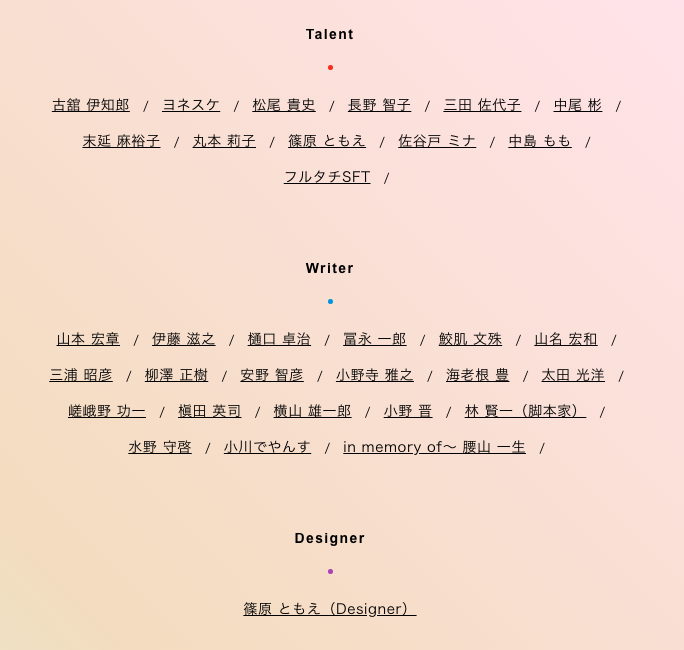 Talent
古舘 伊知郎 / ヨネスケ / 松尾 貴史 / 長野 智子 / 三田 佐代子 / 中尾 彬 /
末延 麻裕子 / 丸本 莉子 / 篠原 ともえ / 佐谷戸 ミナ / 中島 もも /
フルタチSFT /
Writer
山本 宏章 / 伊藤 滋之 / 樋口 卓治 / 冨永 一郎 / 鮫肌 文殊 / 山名 宏和 /
三浦 昭彦 / 柳澤 正樹 / 安野 智彦 / 小野寺 雅之 / 海老根 豊 / 太田 光洋 /
嵯峨野 功一 / 槇田 英司 / 横山 雄一郎 / 小野 晋 / 林 賢一（脚本家） /
水野 守啓 / 小川でやんす / in memory of〜 腰山 一生 /
Designer
篠原 ともえ（Designer）